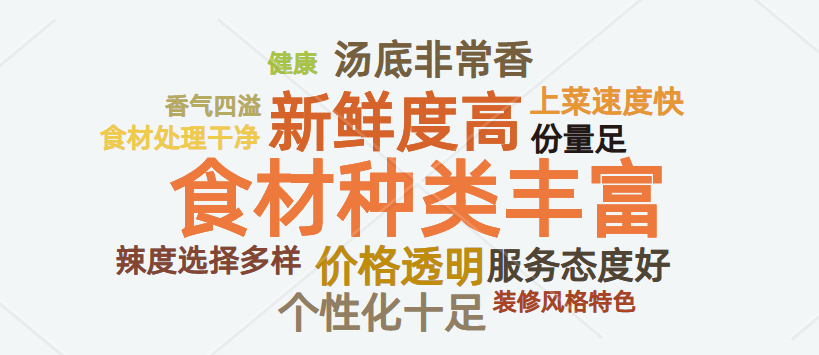 健康
汤底非常香
香气四溢
新鲜度高
上菜速度快
食材处理干净
份量足
食材种类丰富
辣度选择多样
价格透明
服务态度好
个性化十足
装修风格特色